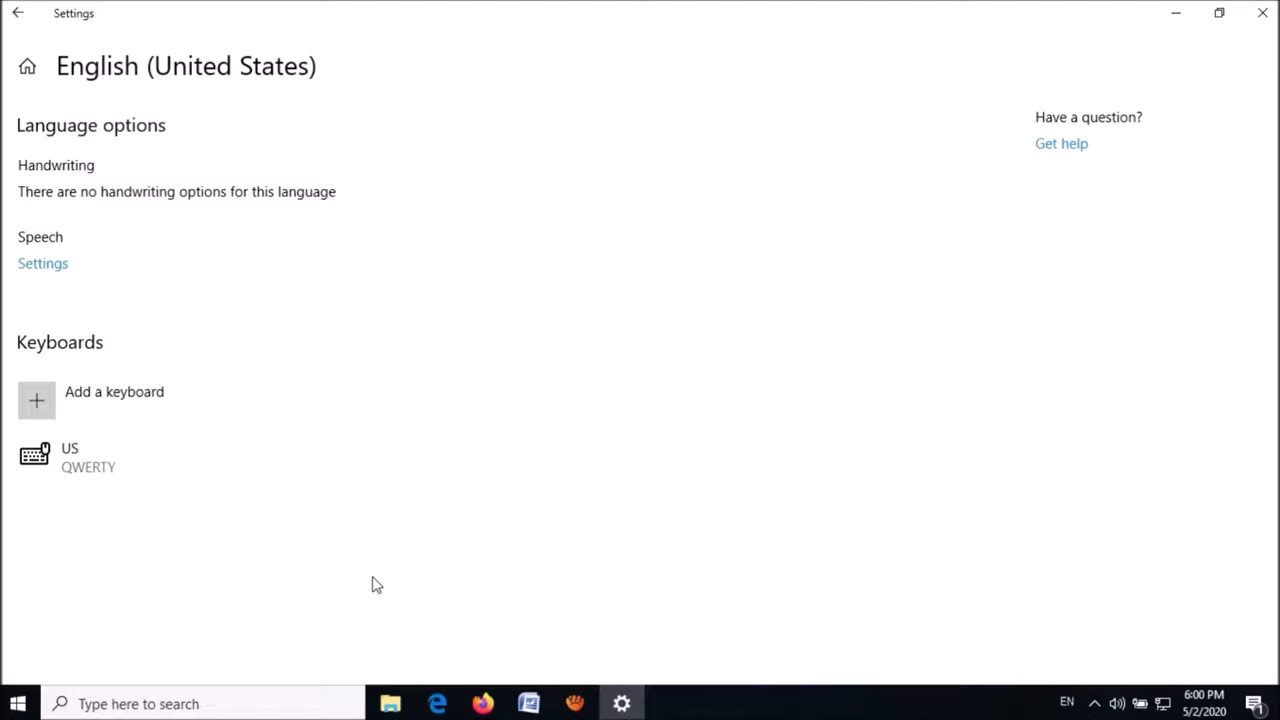 Settings
English (United States)
Language options
Handwriting
There are no handwriting options for this language
Speech
Settings
Keyboards
Add a keyboard
US
QWERTY
Have a question?
Get help
Type here to search
EN
6:00 PM
5/2/2020
1